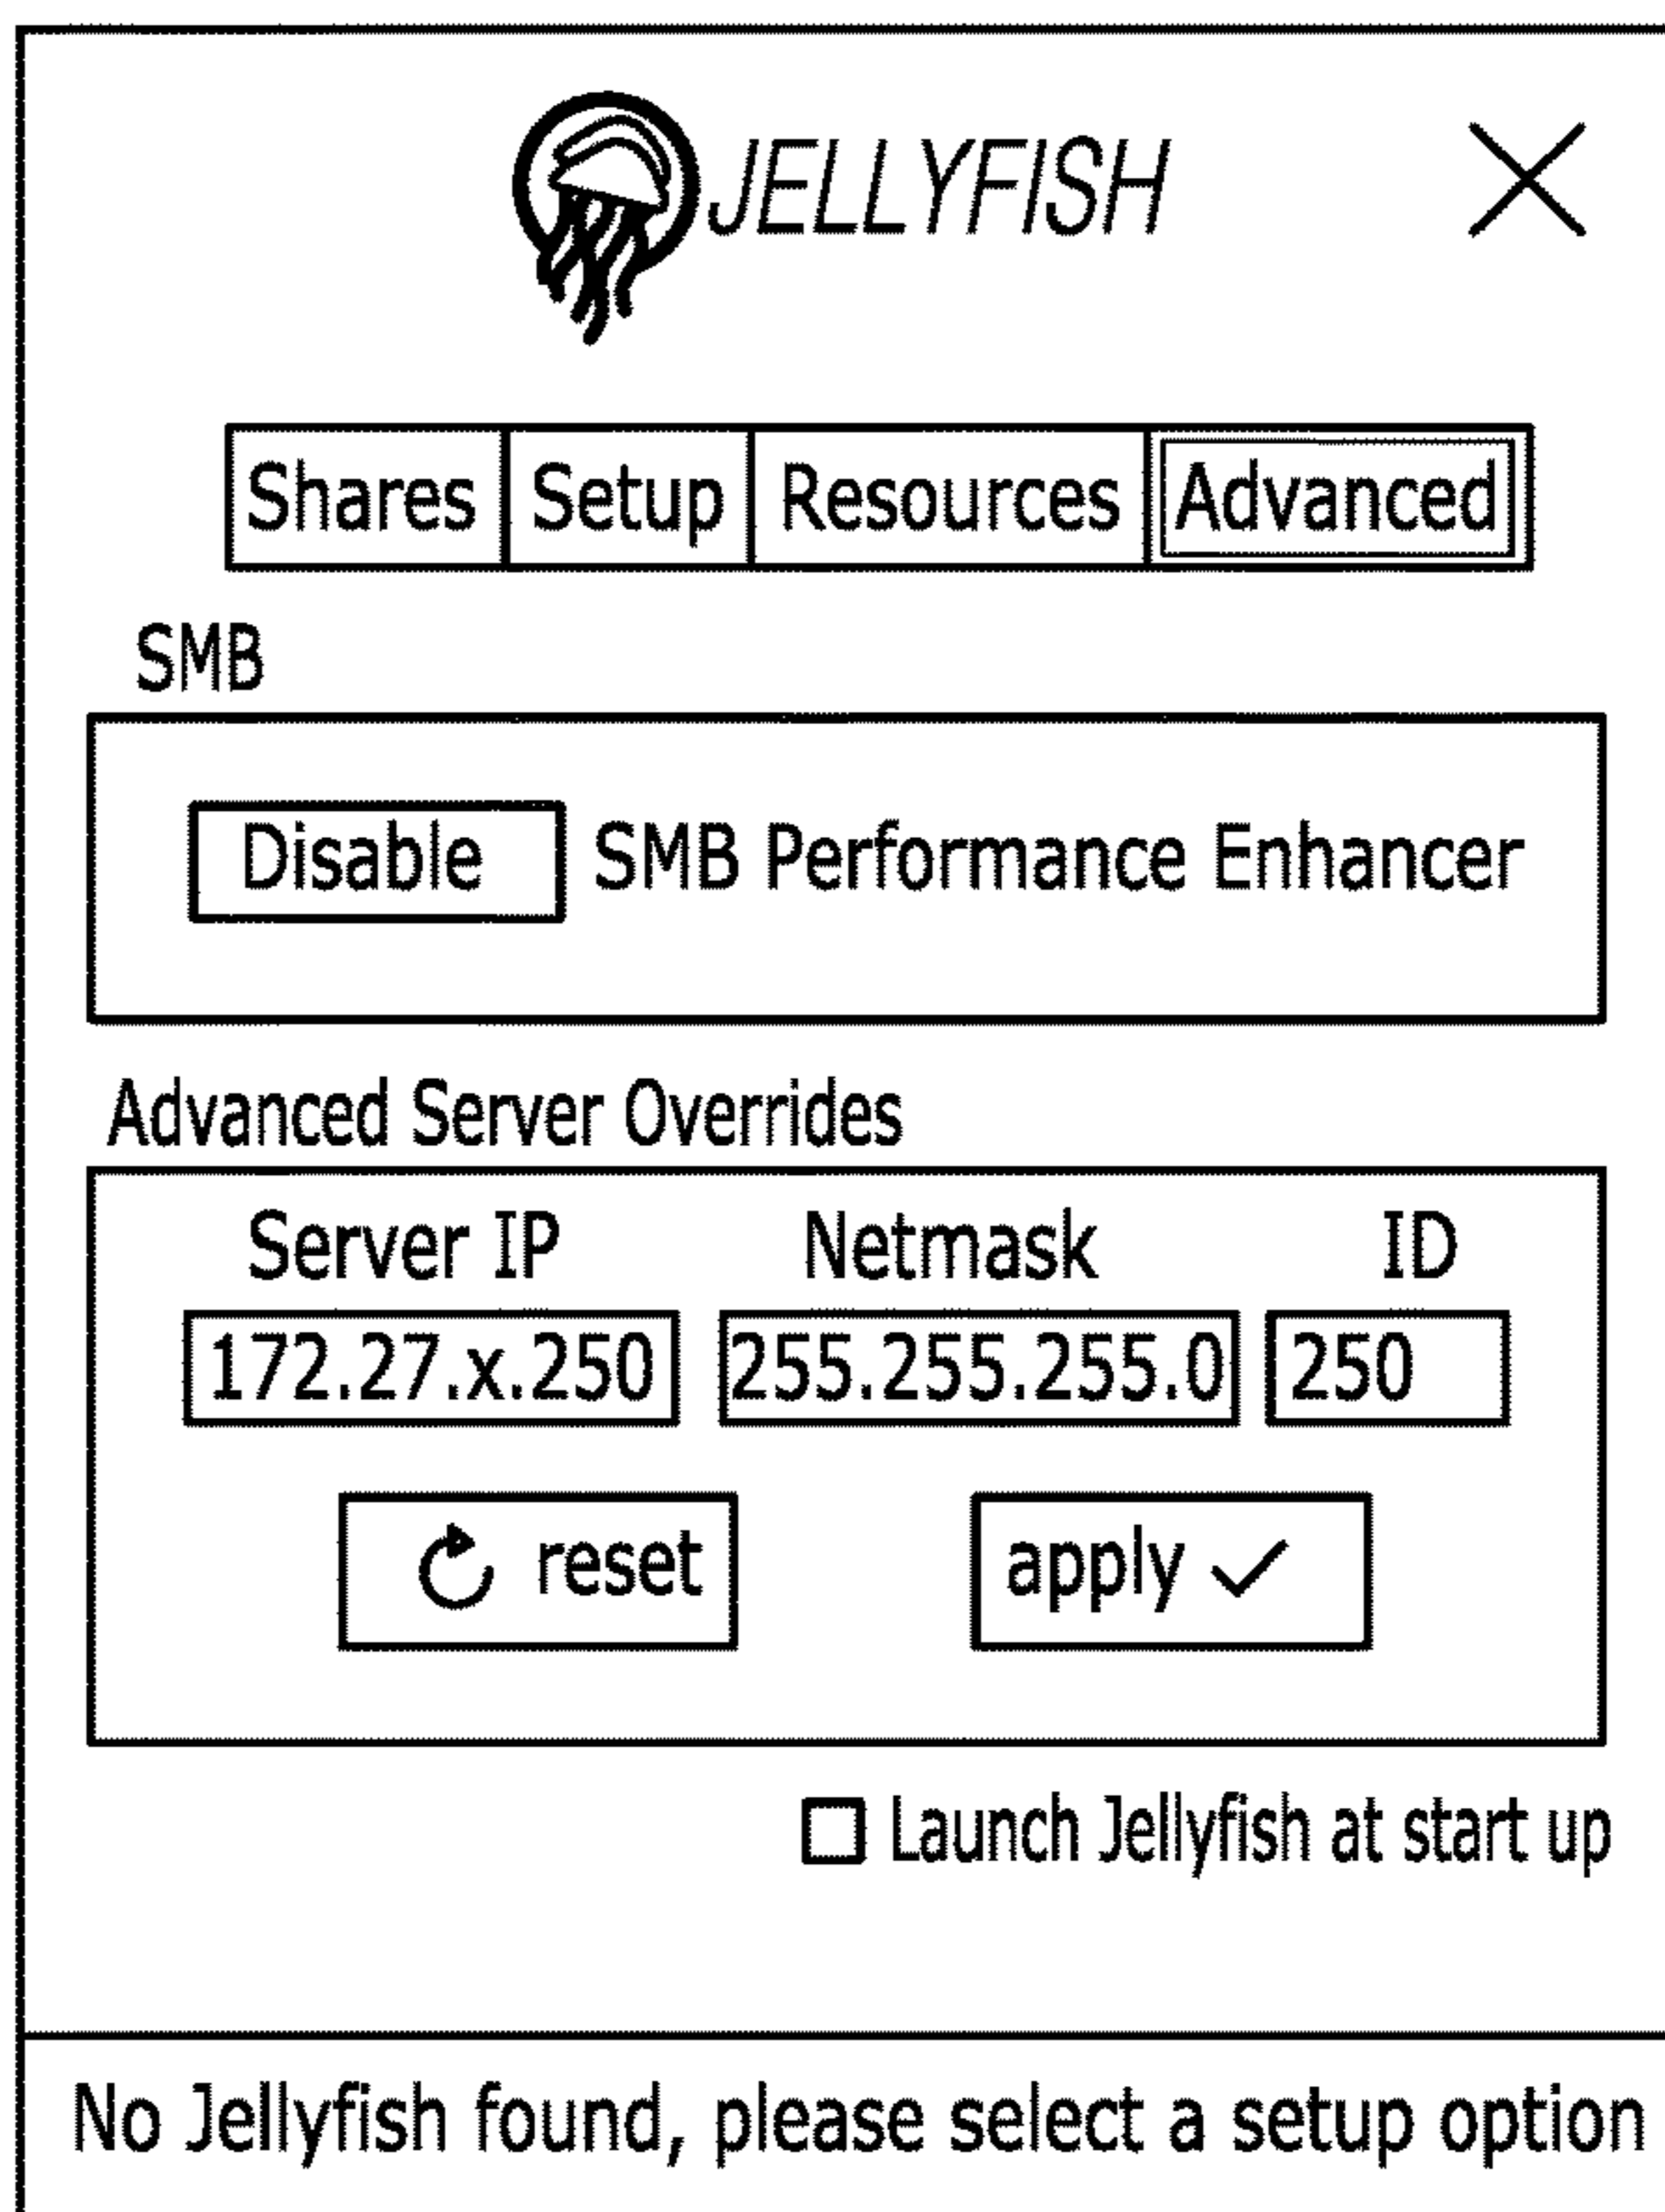 JELLYFISH
Shares Setup Resources Advanced
SMB
Disable SMB Performance Enhancer
Advanced Server Overrides
Server IP Netmask ID
172.27.x.250 255.255.255.0 250
reset apply
Launch Jellyfish at start up
No Jellyfish found, please select a setup option